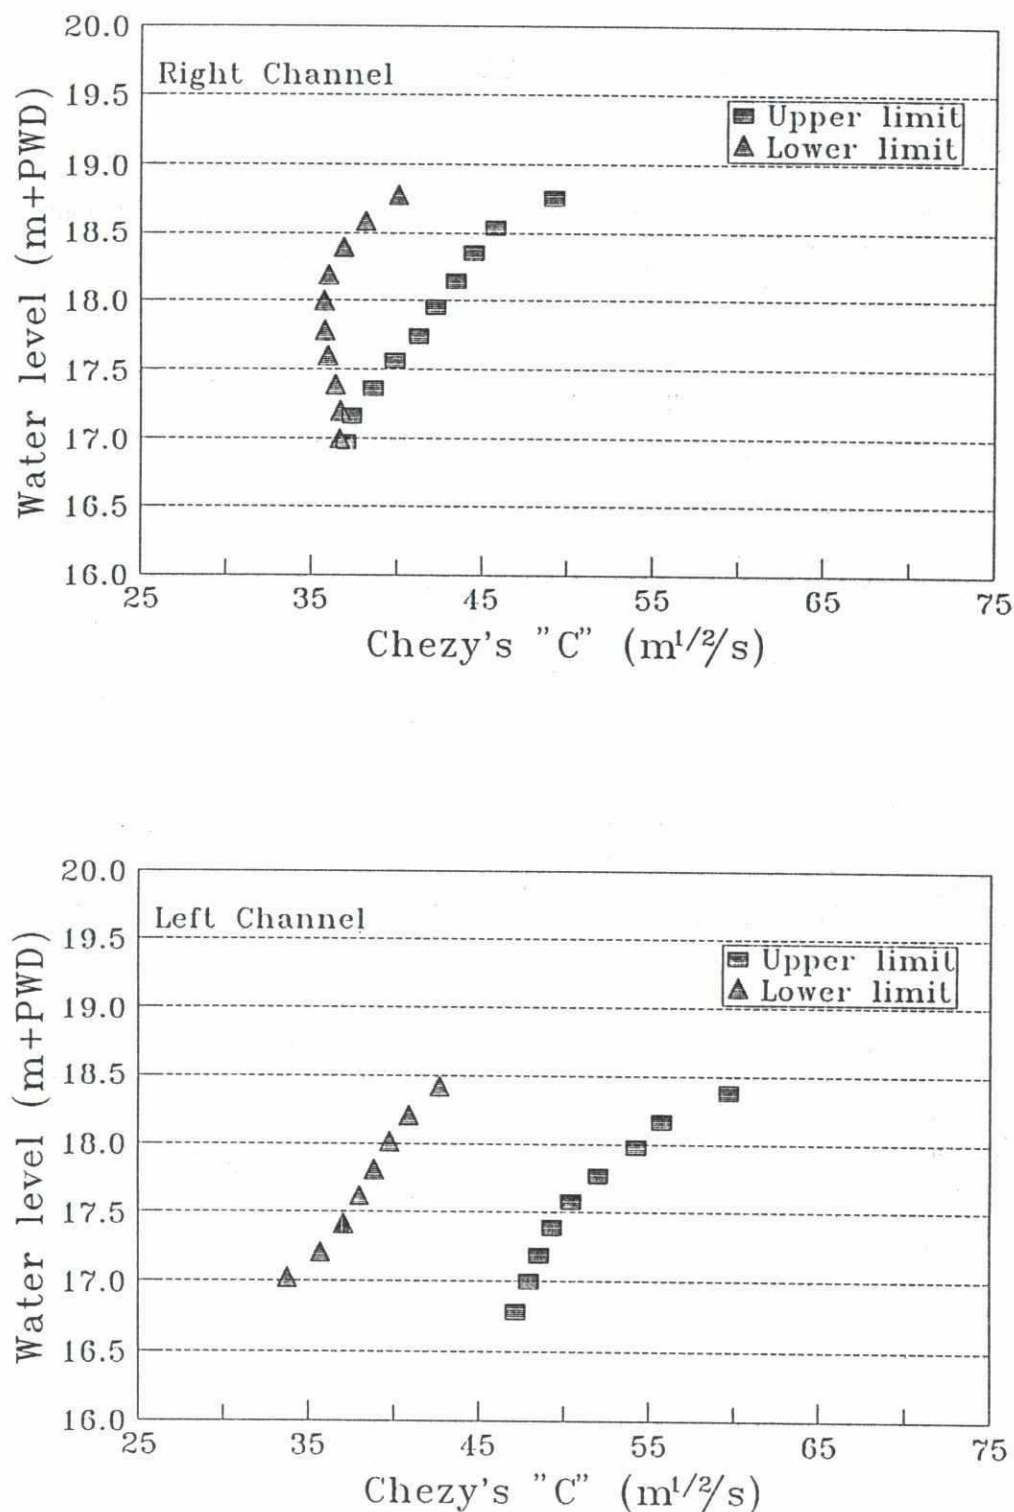 20.0
Right Channel
19.5
Upper limit
Lower limit
19.0
18.5
18.0
17.5
17.0
16.5
16.0
Water level (m+PWD)
25 35 45 55 65 75
Chezy's "C" (m1/2/s)
20.0
Left Channel
19.5
Upper limit
Lower limit
19.0
18.5
18.0
17.5
17.0
16.5
16.0
Water level (m+PWD)
25 35 45 55 65 75
Chezy's "C" (m1/2/s)